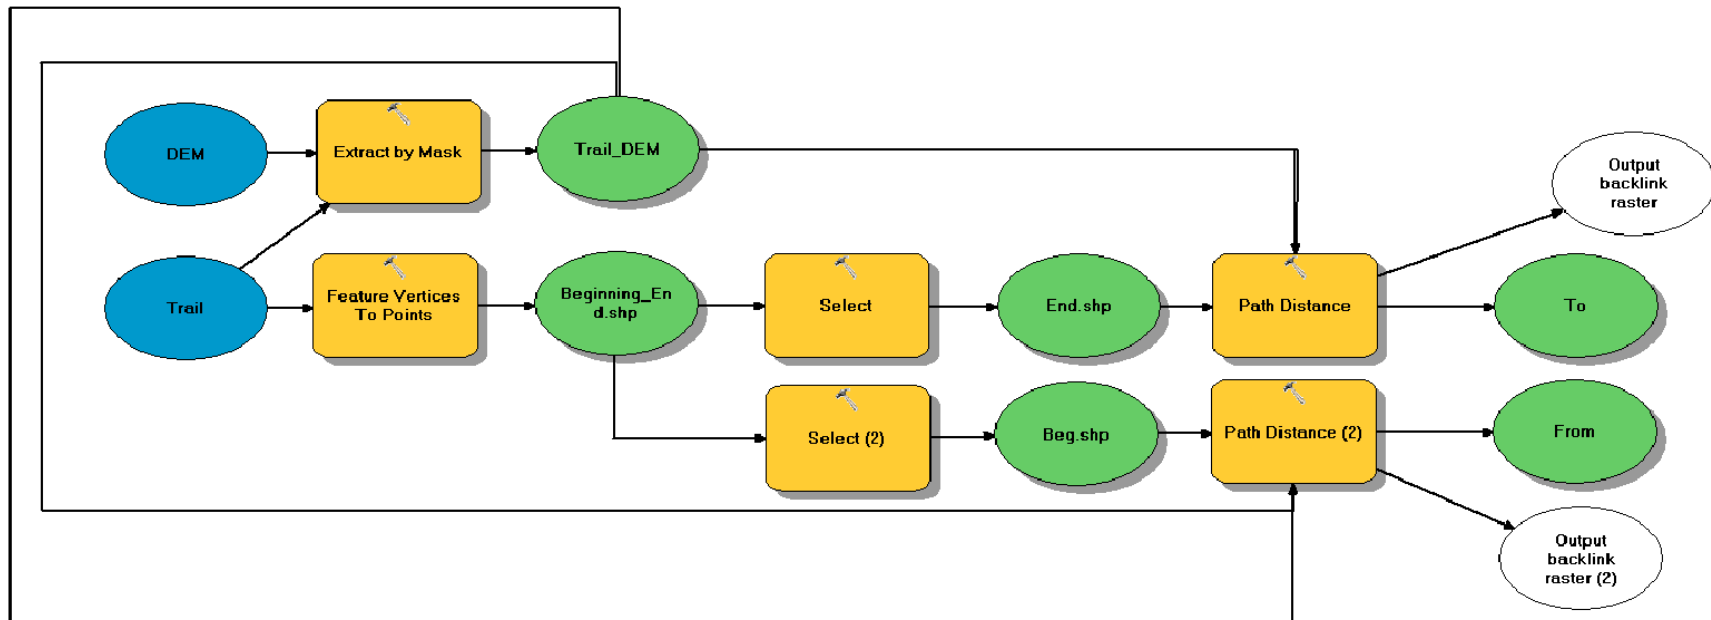 DEM
Extract by Mask
Trail_DEM
Output
backlink
raster
Trail
Feature Vertices
To Points
Beginning_En
d.shp
Select
End.shp
Path Distance
To
Select (2)
Beg.shp
Path Distance (2)
From
Output
backlink
raster (2)